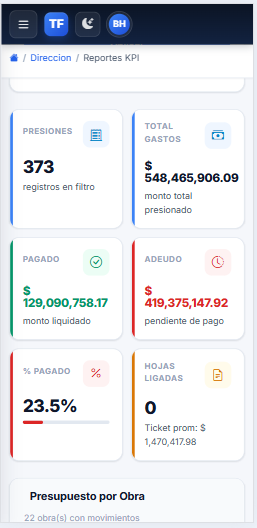 TF
BH
/ Direccion / Reportes KPI
PRESIONES
373
registros en filtro
TOTAL
GASTOS
$
548,465,906.09
monto total
presionado
PAGADO
$
129,090,758.17
monto liquidado
ADEUDO
$
419,375,147.92
pendiente de pago
% PAGADO
23.5%
HOJAS
LIGADAS
0
Ticket prom: $
1,470,417.98
Presupuesto por Obra
22 obra(s) con movimientos